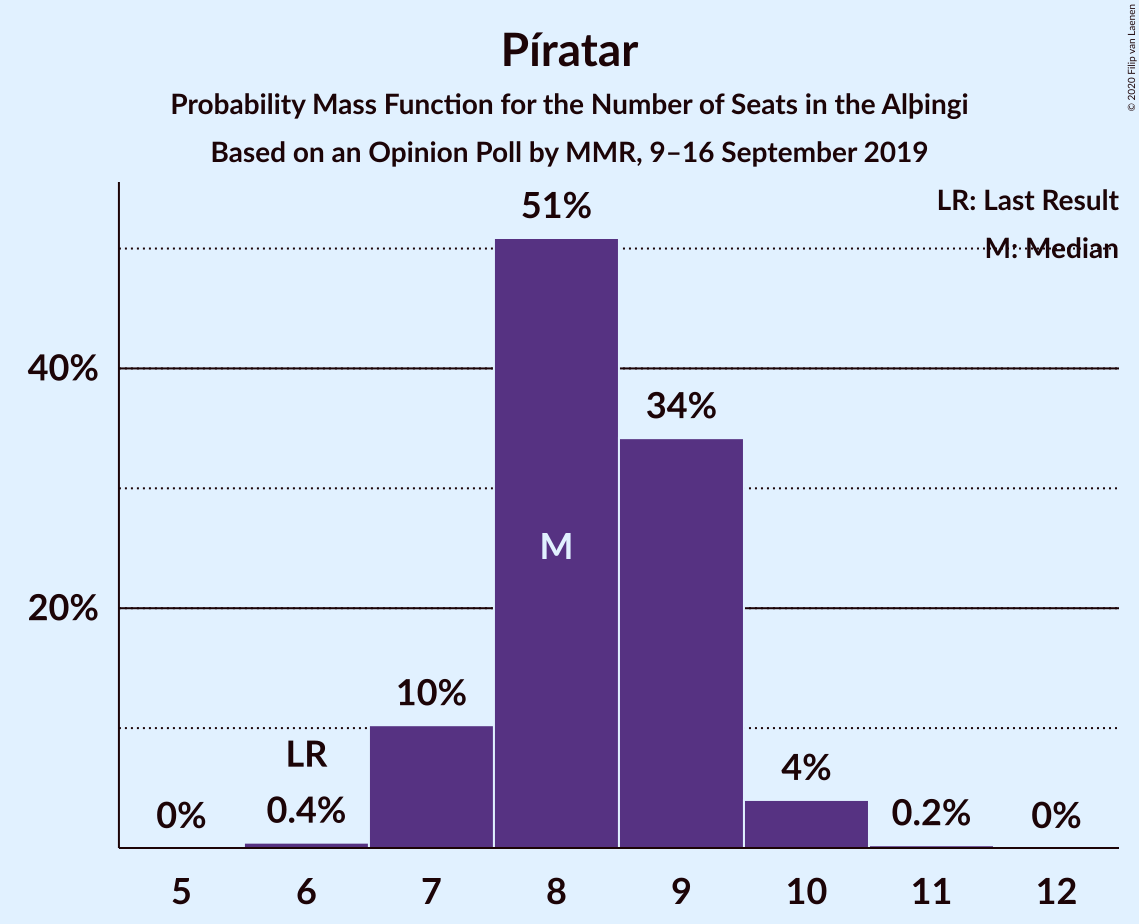 Píratar
Probability Mass Function for the Number of Seats in the Alþingi
Based on an Opinion Poll by MMR, 9–16 September 2019
© 2020 Filip van Laenen
LR: Last Result
M: Median
51%
40%
34%
M
20%
10%
LR
4%
0%
0.4%
0.2%
0%
5 6 7 8 9 10 11 12